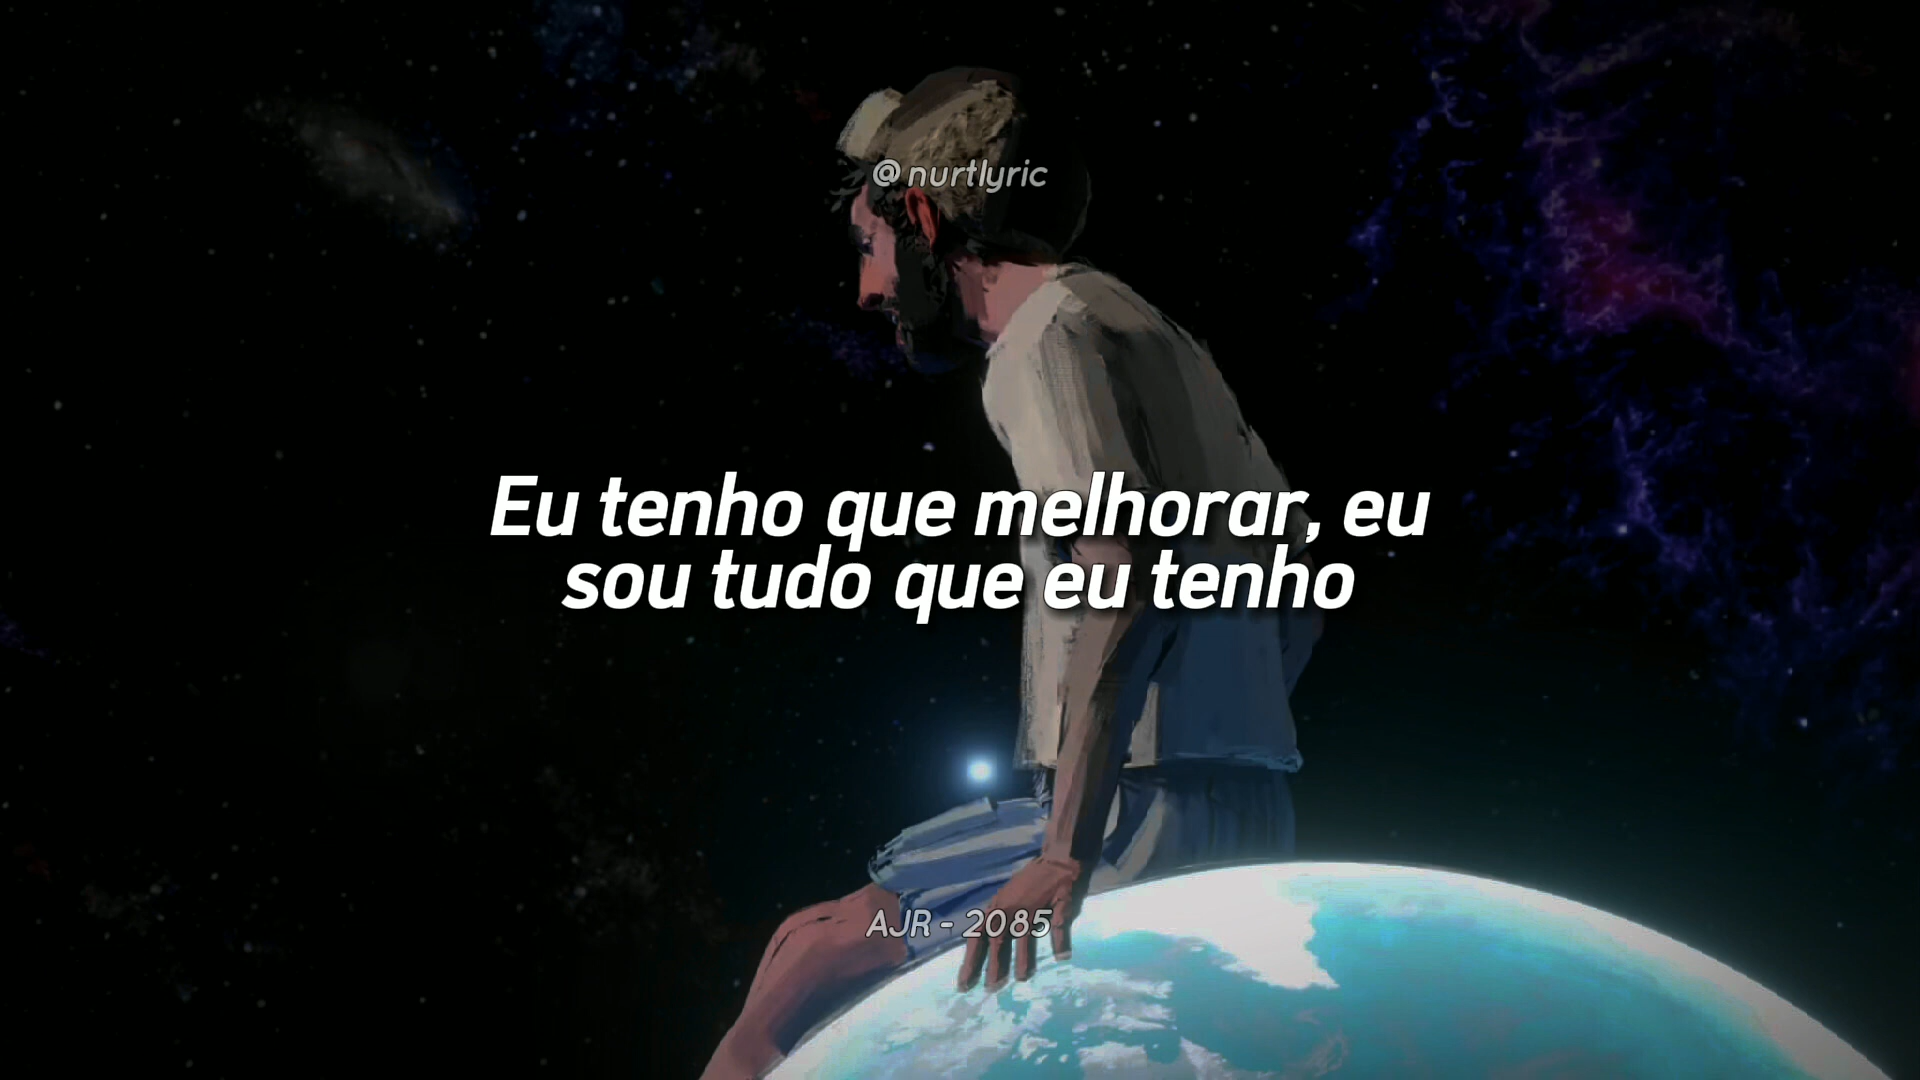 @nurtlyric
Eu tenho que melhorar, eu
sou tudo que eu tenho
AJR - 2085